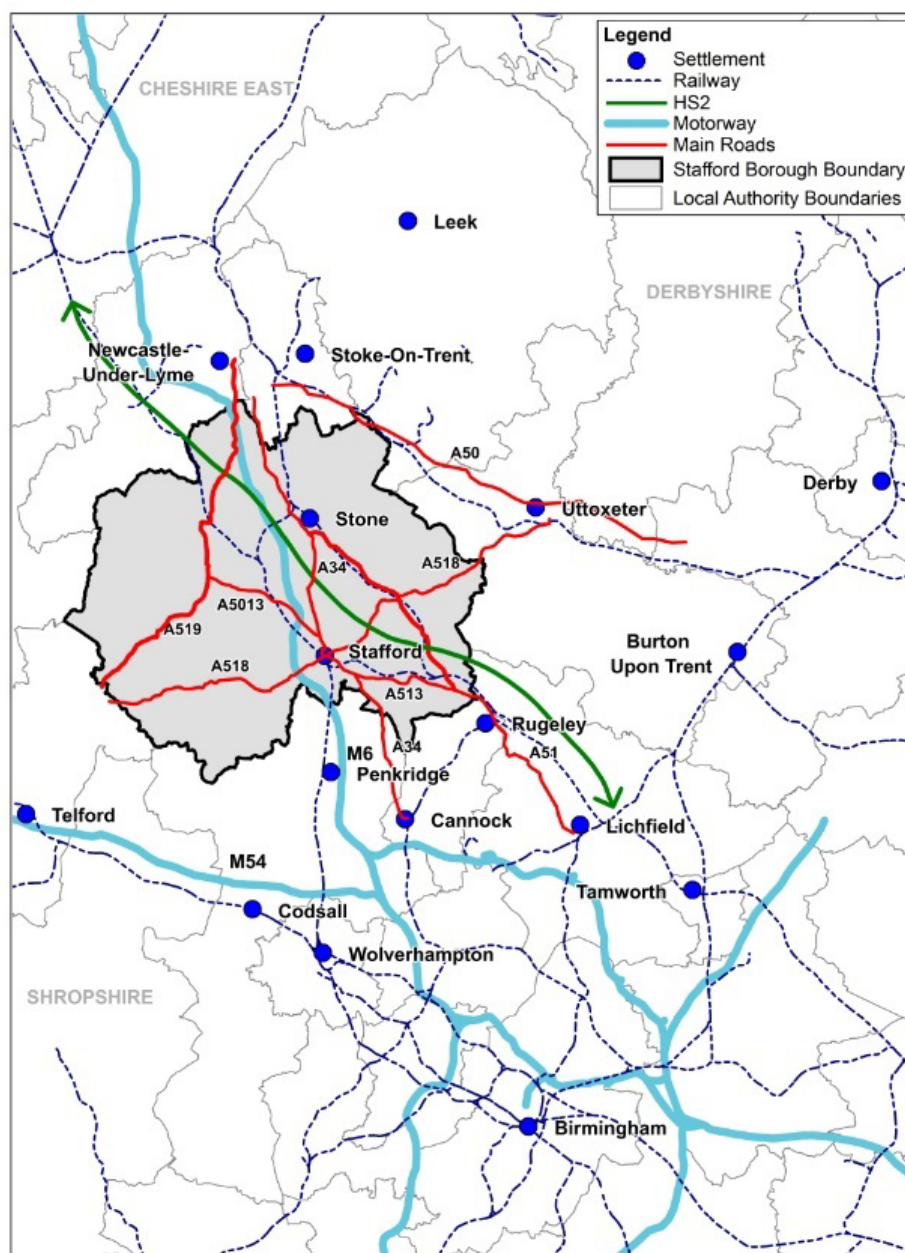 Legend
Settlement
Railway
HS2
Motorway
Main Roads
Stafford Borough Boundary
Local Authority Boundaries
CHESHIRE EAST
Leek
DERBYSHIRE
Newcastle-
Under-Lyme
Stoke-On-Trent
A50
Derby
Uttoxeter
Stone
A518
A34
A5013
A519
Stafford
Burton
Upon Trent
A518
A513
Rugeley
A34
A51
M6
Penkridge
Telford
Cannock
Lichfield
M54
Tamworth
Codsall
Wolverhampton
SHROPSHIRE
Birmingham